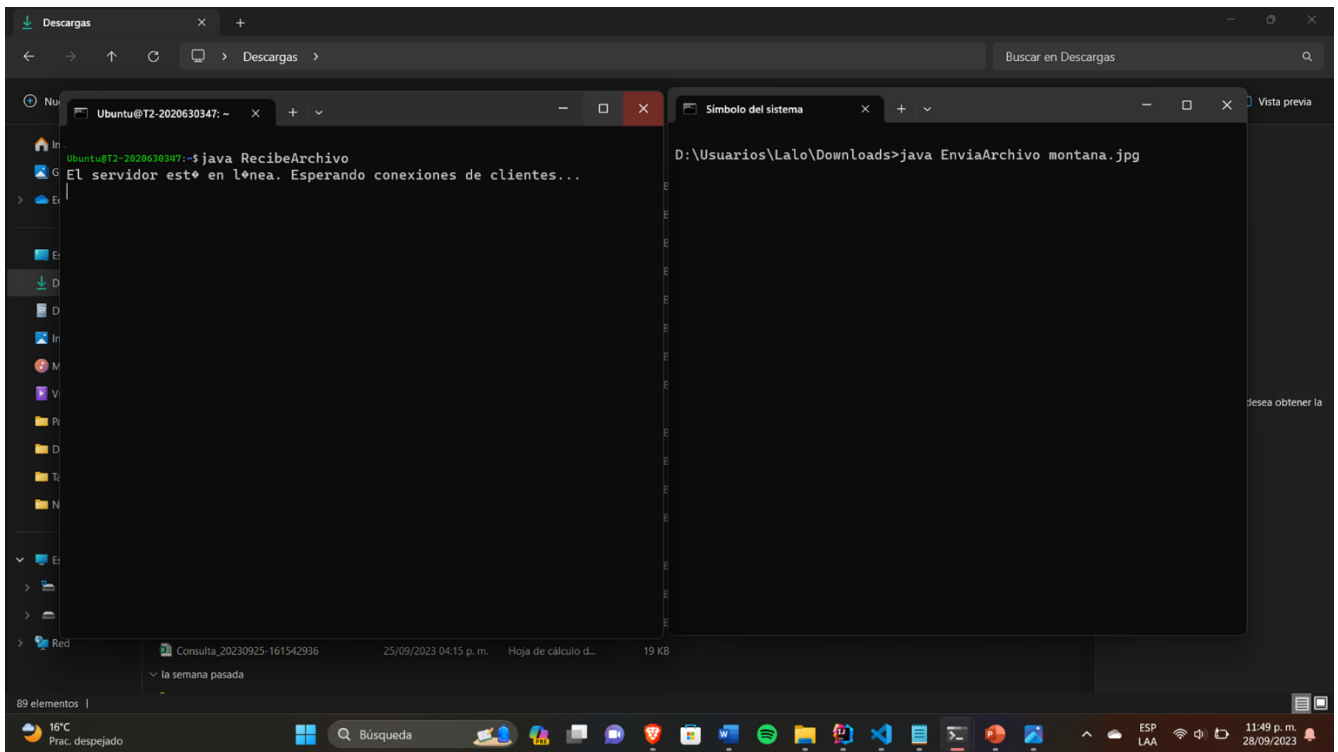 Descargas
Descargas
Buscar en Descargas
Vista previa
Ubuntu@T2-2020630347: ~
Ubuntu@T2-2020630347:~$ java RecibeArchivo
El servidor est� en l�nea. Esperando conexiones de clientes...
Símbolo del sistema
D:\Usuarios\Lalo\Downloads>java EnviaArchivo montana.jpg
desea obtener la
Red
Consulta_20230925-161542936 25/09/2023 04:15 p. m. Hoja de cálculo d... 19 KB
la semana pasada
89 elementos
16°C
Prac. despejado
Búsqueda
ESP
LAA
11:49 p. m.
28/09/2023